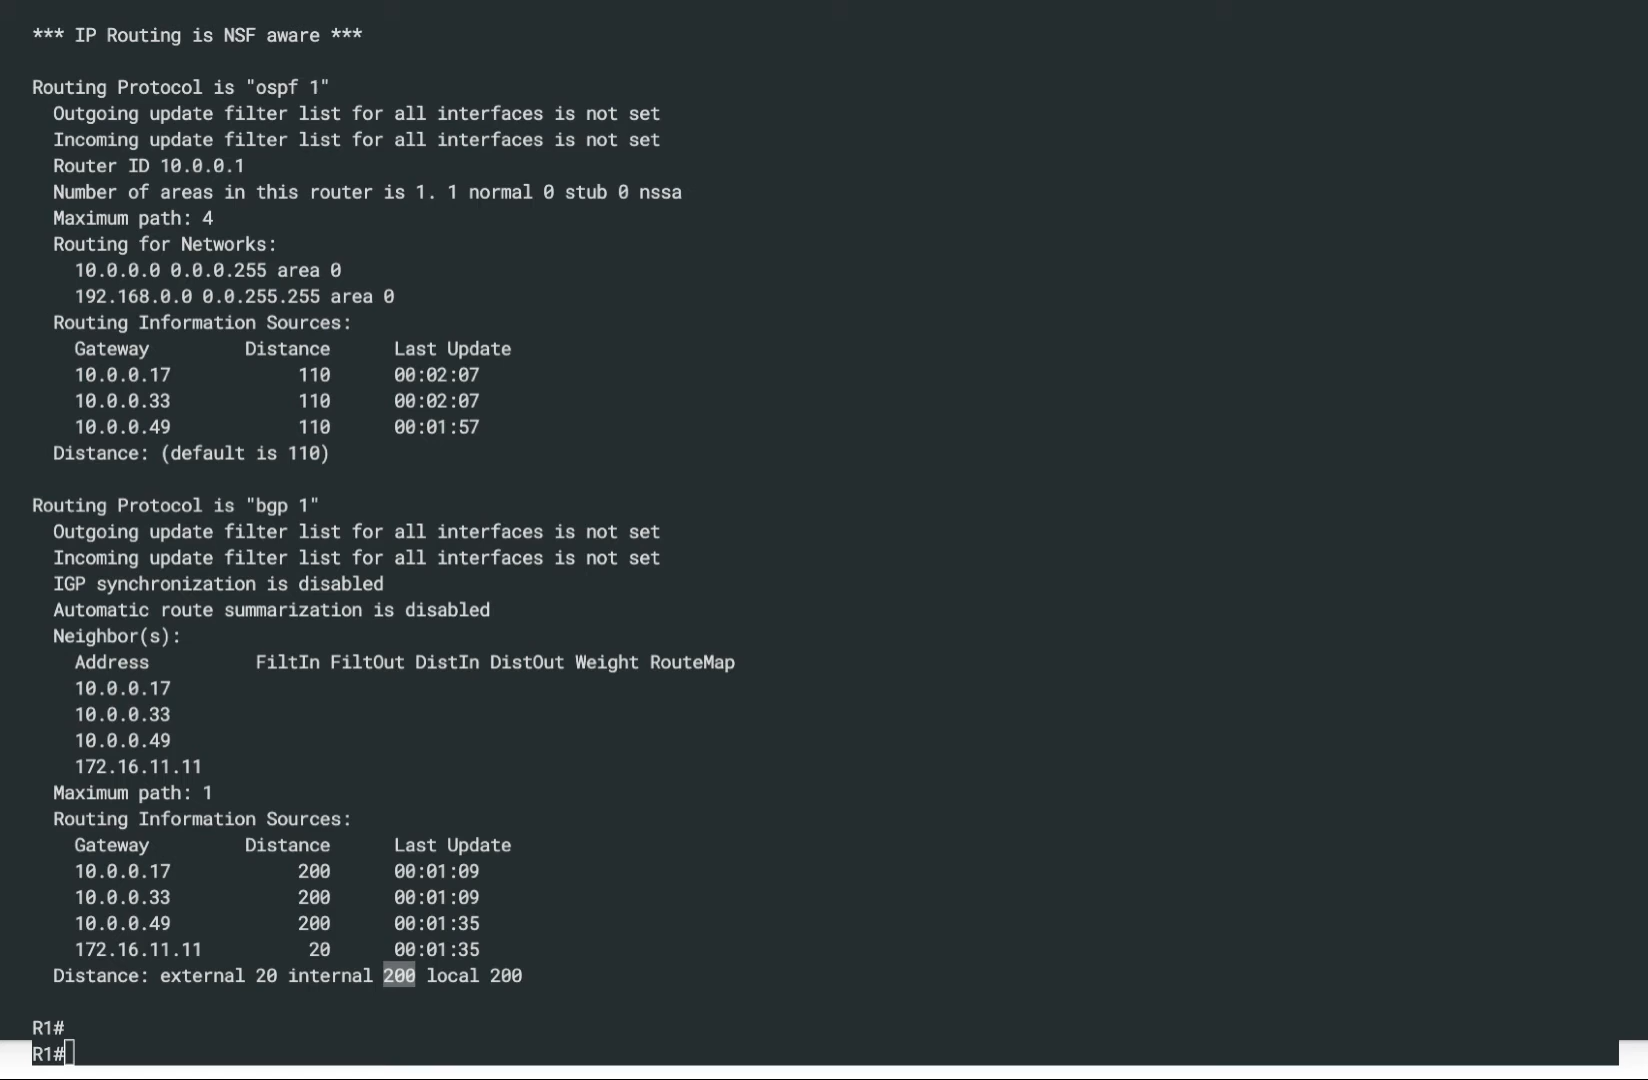 *** IP Routing is NSF aware ***
Routing Protocol is "ospf 1"
Outgoing update filter list for all interfaces is not set
Incoming update filter list for all interfaces is not set
Router ID 10.0.0.1
Number of areas in this router is 1. 1 normal 0 stub 0 nssa
Maximum path: 4
Routing for Networks:
10.0.0.0 0.0.0.255 area 0
192.168.0.0 0.0.255.255 area 0
Routing Information Sources:
Gateway Distance Last Update
10.0.0.17 110 00:02:07
10.0.0.33 110 00:02:07
10.0.0.49 110 00:01:57
Distance: (default is 110)
Routing Protocol is "bgp 1"
Outgoing update filter list for all interfaces is not set
Incoming update filter list for all interfaces is not set
IGP synchronization is disabled
Automatic route summarization is disabled
Neighbor(s):
Address FiltIn FiltOut DistIn DistOut Weight RouteMap
10.0.0.17
10.0.0.33
10.0.0.49
172.16.11.11
Maximum path: 1
Routing Information Sources:
Gateway Distance Last Update
10.0.0.17 200 00:01:09
10.0.0.33 200 00:01:09
10.0.0.49 200 00:01:35
172.16.11.11 20 00:01:35
Distance: external 20 internal 200 local 200
R1#
R1#